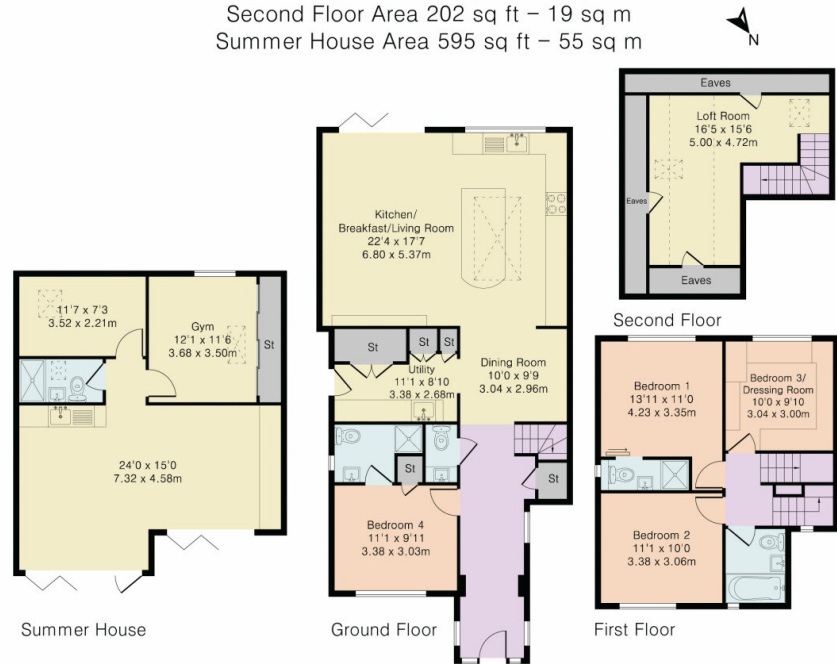 Second Floor Area 202 sq ft – 19 sq m
Summer House Area 595 sq ft – 55 sq m
N
11'7 x 7'3
3.52 x 2.21m
Gym
12'1 x 11'6
3.68 x 3.50m
St
24'0 x 15'0
7.32 x 4.58m
Summer House
Kitchen/
Breakfast/Living Room
22'4 x 17'7
6.80 x 5.37m
St
St
St
Utility
11'1 x 8'10
3.38 x 2.68m
Dining Room
10'0 x 9'9
3.04 x 2.96m
St
St
Bedroom 4
11'1 x 9'11
3.38 x 3.03m
Ground Floor
Eaves
Loft Room
16'5 x 15'6
5.00 x 4.72m
Eaves
Eaves
Second Floor
Bedroom 1
13'11 x 11'0
4.23 x 3.35m
Bedroom 3/
Dressing Room
10'0 x 9'10
3.04 x 3.00m
Bedroom 2
11'1 x 10'0
3.38 x 3.06m
First Floor